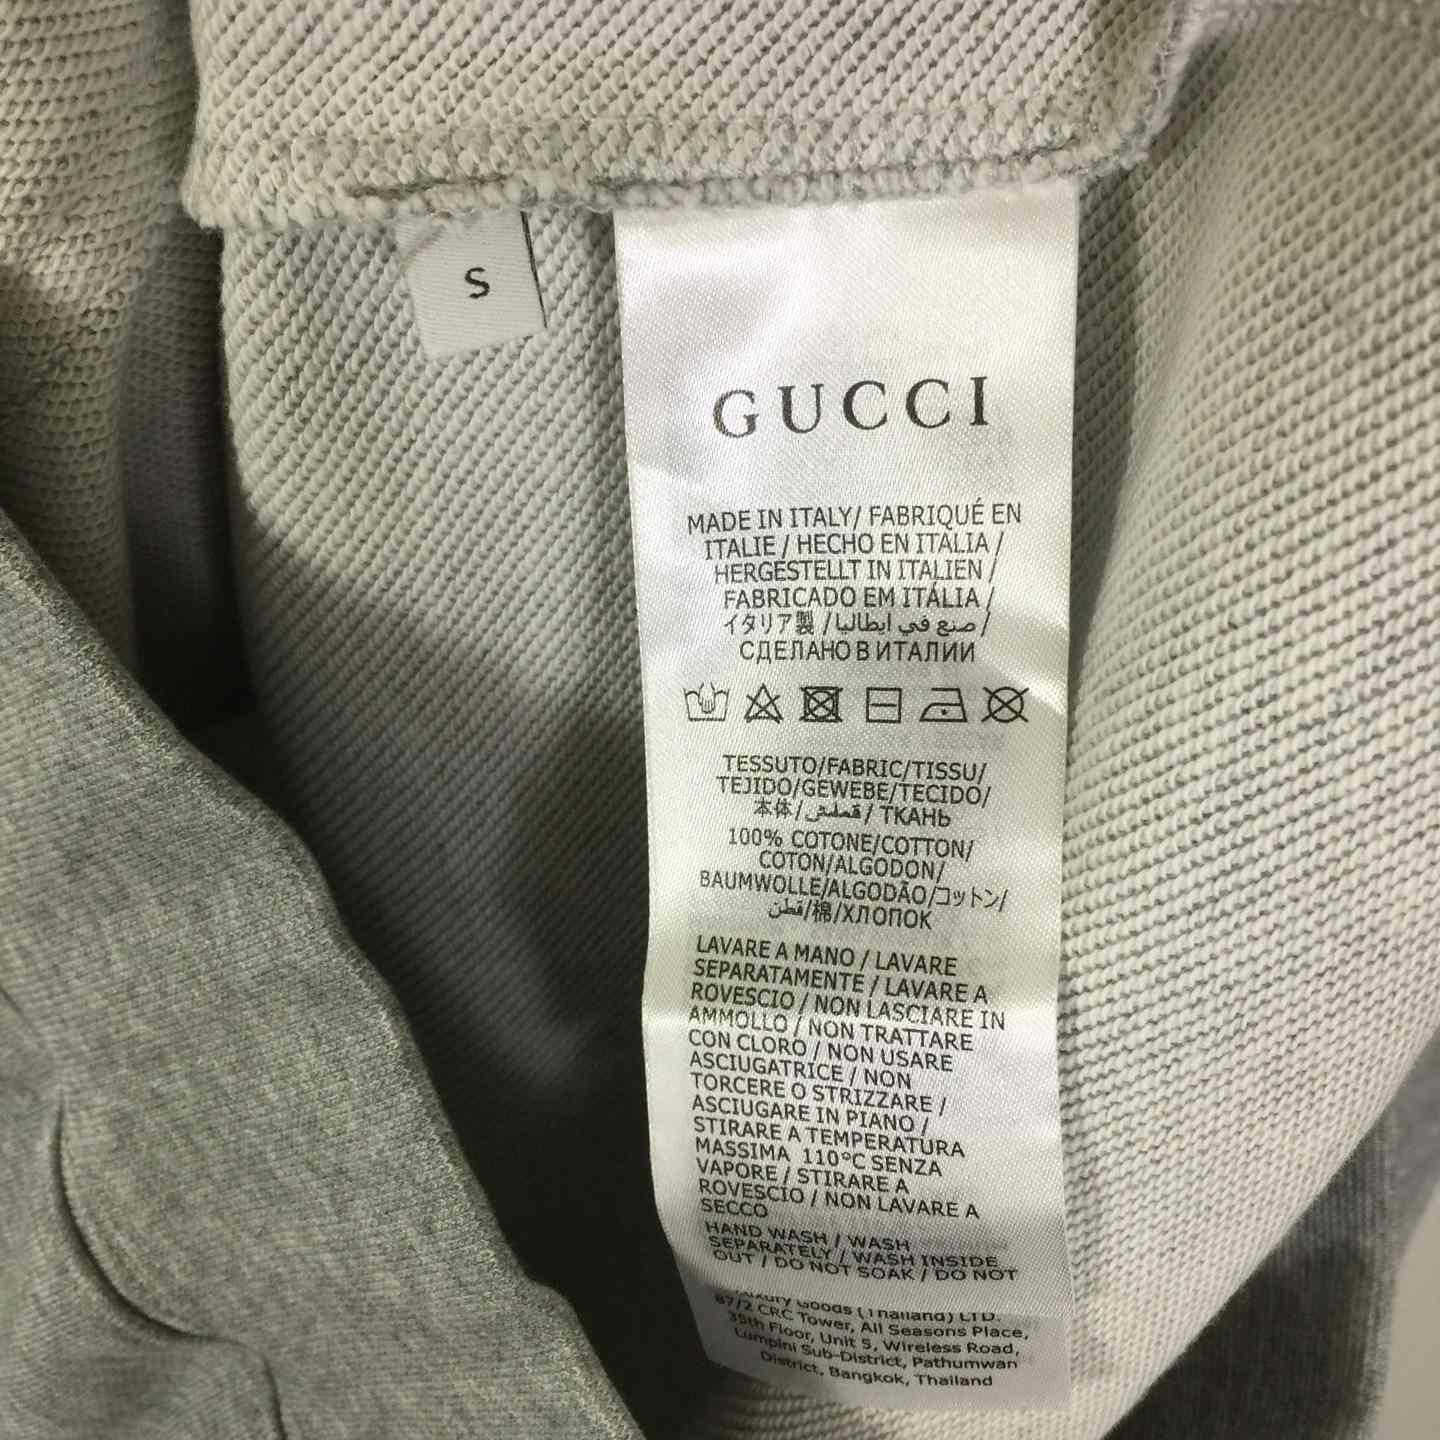 S
GUCCI
MADE IN ITALY/ FABRIQUÉ EN
ITALIE / HECHO EN ITALIA /
HERGESTELLT IN ITALIEN /
FABRICADO EM ITÁLIA /
イタリア製 /صنع في ايطاليا /
СДЕЛАНО В ИТАЛИИ
TESSUTO/FABRIC/TISSU/
TEJIDO/GEWEBE/TECIDO/
本体/قملش/ ТКАНЬ
100% COTONE/COTTON/
COTON/ALGODON/
BAUMWOLLE/ALGODÃO/コットン/
قطن/棉/ХЛОПОК
LAVARE A MANO / LAVARE
SEPARATAMENTE / LAVARE A
ROVESCIO / NON LASCIARE IN
AMMOLLO / NON TRATTARE
CON CLORO / NON USARE
ASCIUGATRICE / NON
TORCERE O STRIZZARE /
ASCIUGARE IN PIANO /
STIRARE A TEMPERATURA
MASSIMA 110°C SENZA
VAPORE / STIRARE A
ROVESCIO / NON LAVARE A
SECCO
HAND WASH / WASH
SEPARATELY / WASH INSIDE
OUT / DO NOT SOAK / DO NOT
Luxury Goods (Thailand) LTD.
87/2 CRC Tower, All Seasons Place,
35th Floor, Unit 5, Wireless Road,
Lumpini Sub-District, Pathumwan
District, Bangkok, Thailand